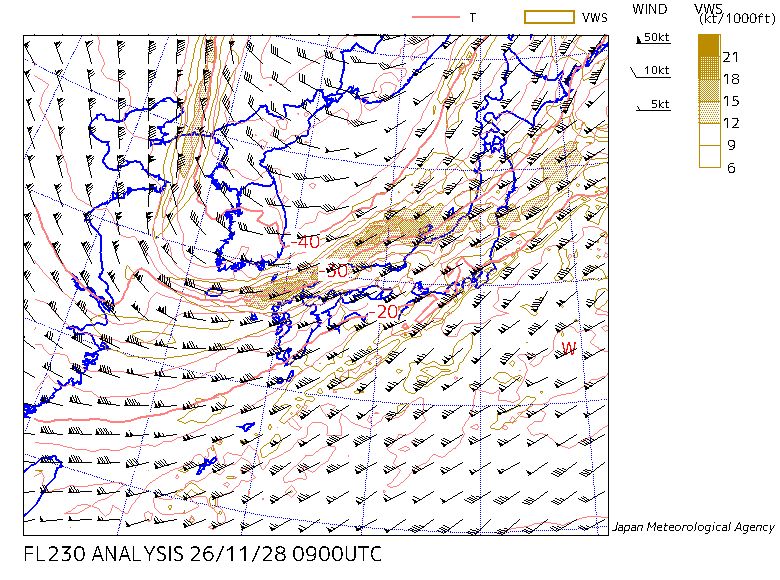 T
VWS
WIND
VWS
(kt/1000ft)
50kt
10kt
5kt
21
18
15
12
9
6
-40
-30
-20
W
Japan Meteorological Agency
FL230 ANALYSIS 26/11/28 0900UTC